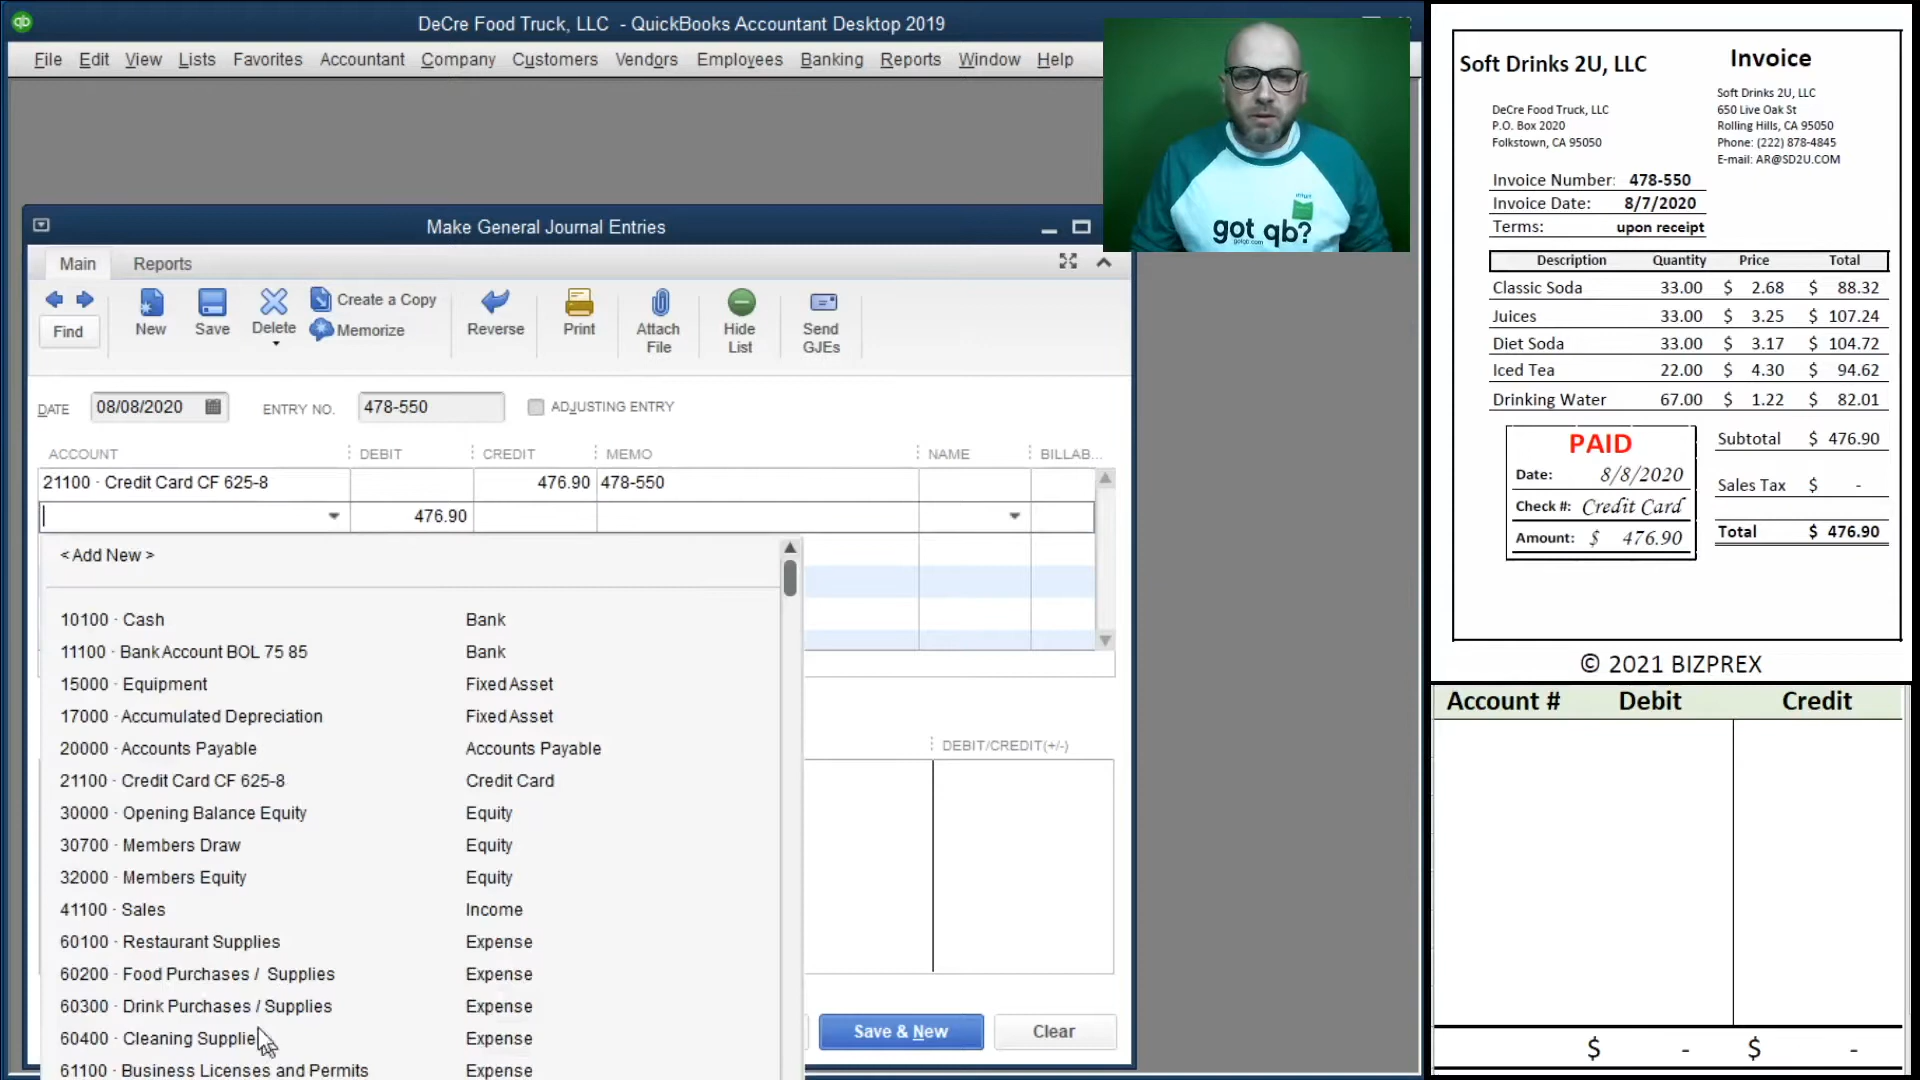 qb
DeCre Food Truck, LLC - QuickBooks Accountant Desktop 2019
File Edit View Lists Favorites Accountant Company Customers Vendors Employees Banking Reports Window Help
got qb?
Make General Journal Entries
Main Reports
Find
New
Save
Delete
Create a Copy
Memorize
Reverse
Print
Attach
File
Hide
List
Send
GJEs
DATE 08/08/2020 ENTRY NO. 478-550 ADJUSTING ENTRY
ACCOUNT DEBIT CREDIT MEMO NAME BILLAB...
21100 · Credit Card CF 625-8 476.90 478-550
476.90
< Add New >
10100 · Cash Bank
11100 · Bank Account BOL 75 85 Bank
15000 · Equipment Fixed Asset
17000 · Accumulated Depreciation Fixed Asset
20000 · Accounts Payable Accounts Payable
21100 · Credit Card CF 625-8 Credit Card
30000 · Opening Balance Equity Equity
30700 · Members Draw Equity
32000 · Members Equity Equity
41100 · Sales Income
60100 · Restaurant Supplies Expense
60200 · Food Purchases / Supplies Expense
60300 · Drink Purchases / Supplies Expense
60400 · Cleaning Supplie Expense
61100 · Business Licenses and Permits Expense
DEBIT/CREDIT(+/-)
Save & New Clear
Soft Drinks 2U, LLC
Invoice
DeCre Food Truck, LLC
P.O. Box 2020
Folkstown, CA 95050
Soft Drinks 2U, LLC
650 Live Oak St
Rolling Hills, CA 95050
Phone: (222) 878-4845
E-mail: AR@SD2U.COM
Invoice Number: 478-550
Invoice Date: 8/7/2020
Terms: upon receipt
Description Quantity Price Total
Classic Soda 33.00 $ 2.68 $ 88.32
Juices 33.00 $ 3.25 $ 107.24
Diet Soda 33.00 $ 3.17 $ 104.72
Iced Tea 22.00 $ 4.30 $ 94.62
Drinking Water 67.00 $ 1.22 $ 82.01
PAID
Date: 8/8/2020
Check #: Credit Card
Amount: $ 476.90
Subtotal $ 476.90
Sales Tax $ -
Total $ 476.90
© 2021 BIZPREX
Account # Debit Credit
$ - $ -